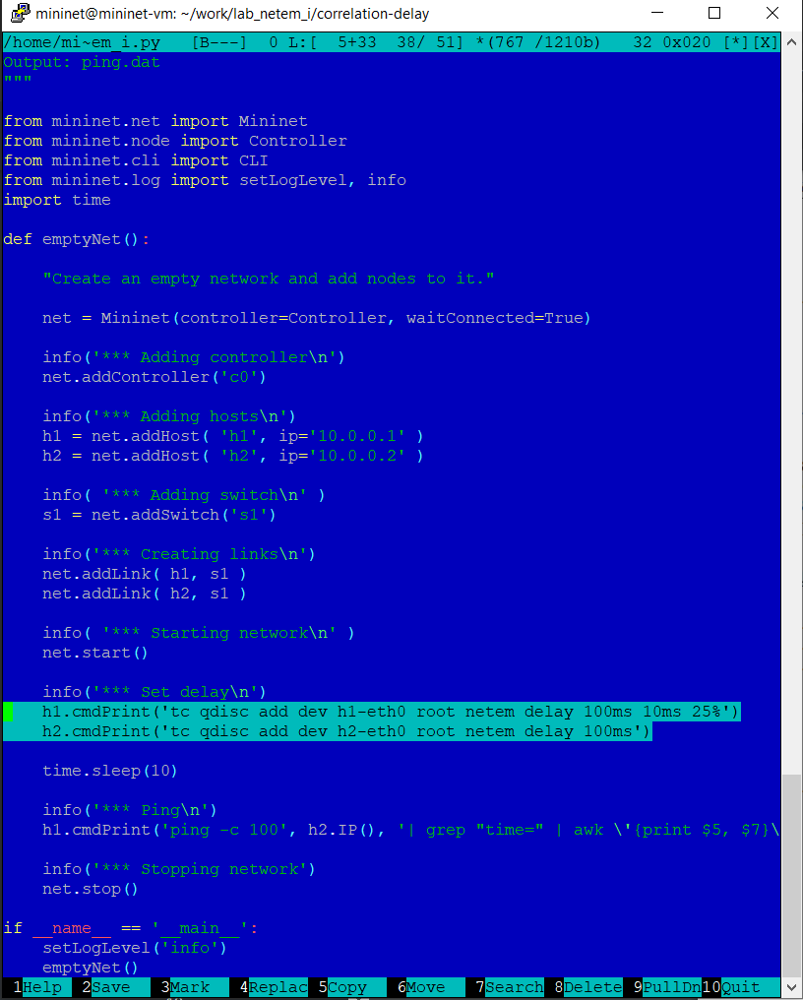 mininet@mininet-vm: ~/work/lab_netem_i/correlation-delay
/home/mi~em_i.py   [B---]  0 L:[  5+33  38/ 51] *(767 /1210b)   32 0x020 [*][X]
Output: ping.dat
"""
from mininet.net import Mininet
from mininet.node import Controller
from mininet.cli import CLI
from mininet.log import setLogLevel, info
import time
def emptyNet():
    "Create an empty network and add nodes to it."
    net = Mininet(controller=Controller, waitConnected=True)
    info('*** Adding controller\n')
    net.addController('c0')
    info('*** Adding hosts\n')
    h1 = net.addHost( 'h1', ip='10.0.0.1' )
    h2 = net.addHost( 'h2', ip='10.0.0.2' )
    info( '*** Adding switch\n' )
    s1 = net.addSwitch('s1')
    info('*** Creating links\n')
    net.addLink( h1, s1 )
    net.addLink( h2, s1 )
    info( '*** Starting network\n' )
    net.start()
    info('*** Set delay\n')
    h1.cmdPrint('tc qdisc add dev h1-eth0 root netem delay 100ms 10ms 25%')
    h2.cmdPrint('tc qdisc add dev h2-eth0 root netem delay 100ms')
    time.sleep(10)
    info('*** Ping\n')
    h1.cmdPrint('ping -c 100', h2.IP(), '| grep "time=" | awk \'{print $5, $7}\
    info('*** Stopping network')
    net.stop()
if __name__ == '__main__':
    setLogLevel('info')
    emptyNet()
1Help  2Save  3Mark  4Replac 5Copy  6Move  7Search 8Delete 9PullDn 10Quit